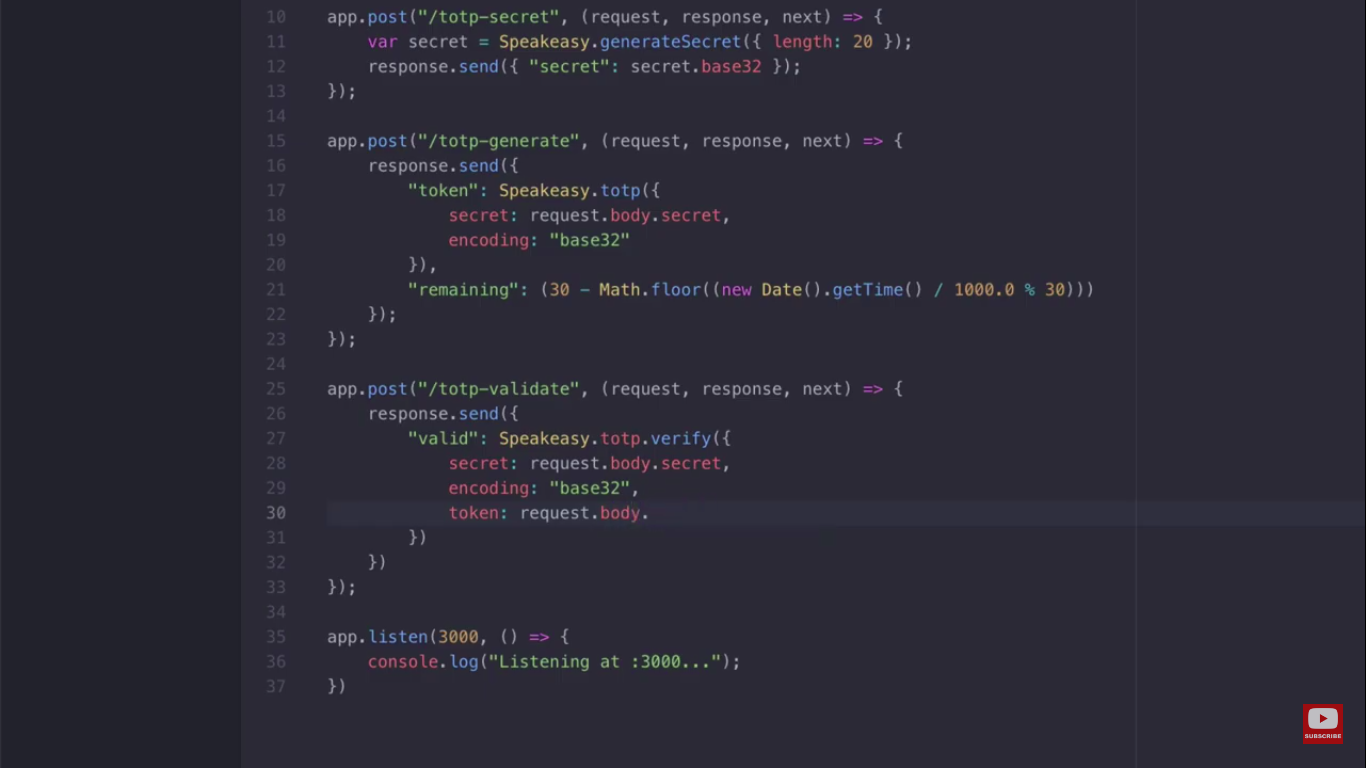 10 app.post("/totp-secret", (request, response, next) => {
11     var secret = Speakeasy.generateSecret({ length: 20 });
12     response.send({ "secret": secret.base32 });
13 });
14
15 app.post("/totp-generate", (request, response, next) => {
16     response.send({
17         "token": Speakeasy.totp({
18             secret: request.body.secret,
19             encoding: "base32"
20         }),
21         "remaining": (30 - Math.floor((new Date().getTime() / 1000.0 % 30)))
22     });
23 });
24
25 app.post("/totp-validate", (request, response, next) => {
26     response.send({
27         "valid": Speakeasy.totp.verify({
28             secret: request.body.secret,
29             encoding: "base32",
30             token: request.body.
31         })
32     })
33 });
34
35 app.listen(3000, () => {
36     console.log("Listening at :3000...");
37 })
SUBSCRIBE